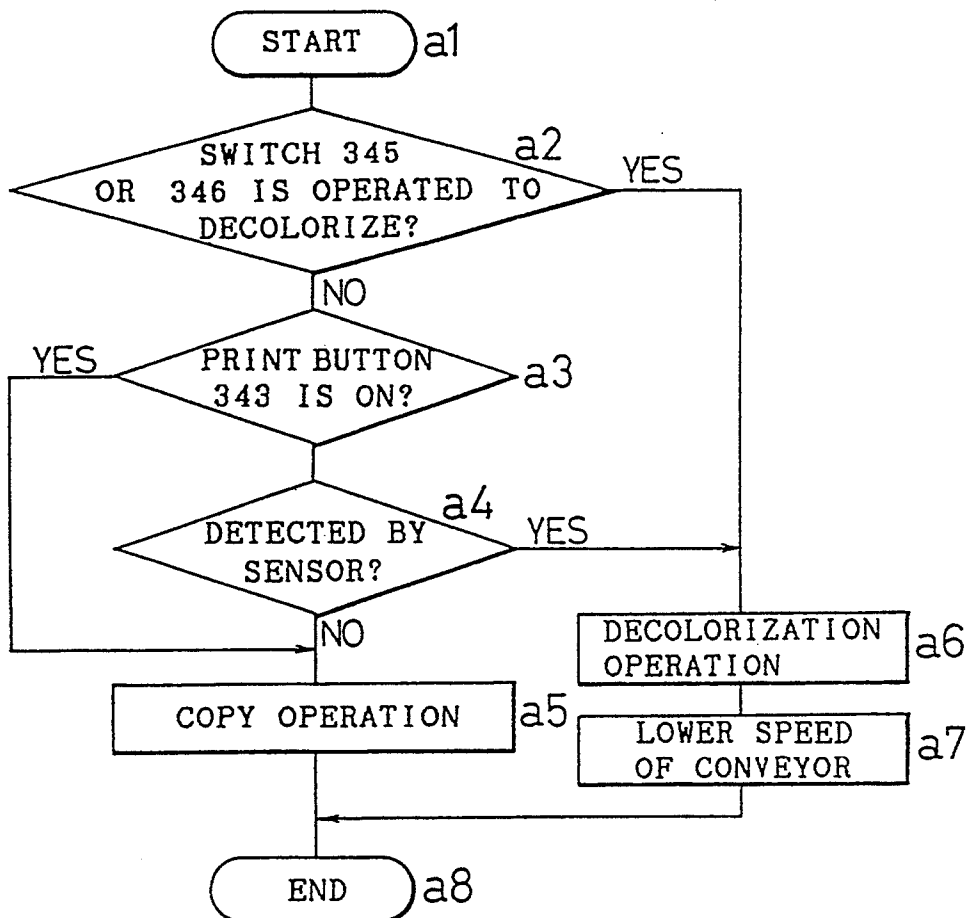 START
a1
SWITCH 345
OR 346 IS OPERATED TO
DECOLORIZE?
a2
YES
NO
PRINT BUTTON
343 IS ON?
a3
YES
DETECTED BY
SENSOR?
a4
YES
NO
COPY OPERATION
a5
DECOLORIZATION
OPERATION
a6
LOWER SPEED
OF CONVEYOR
a7
END
a8